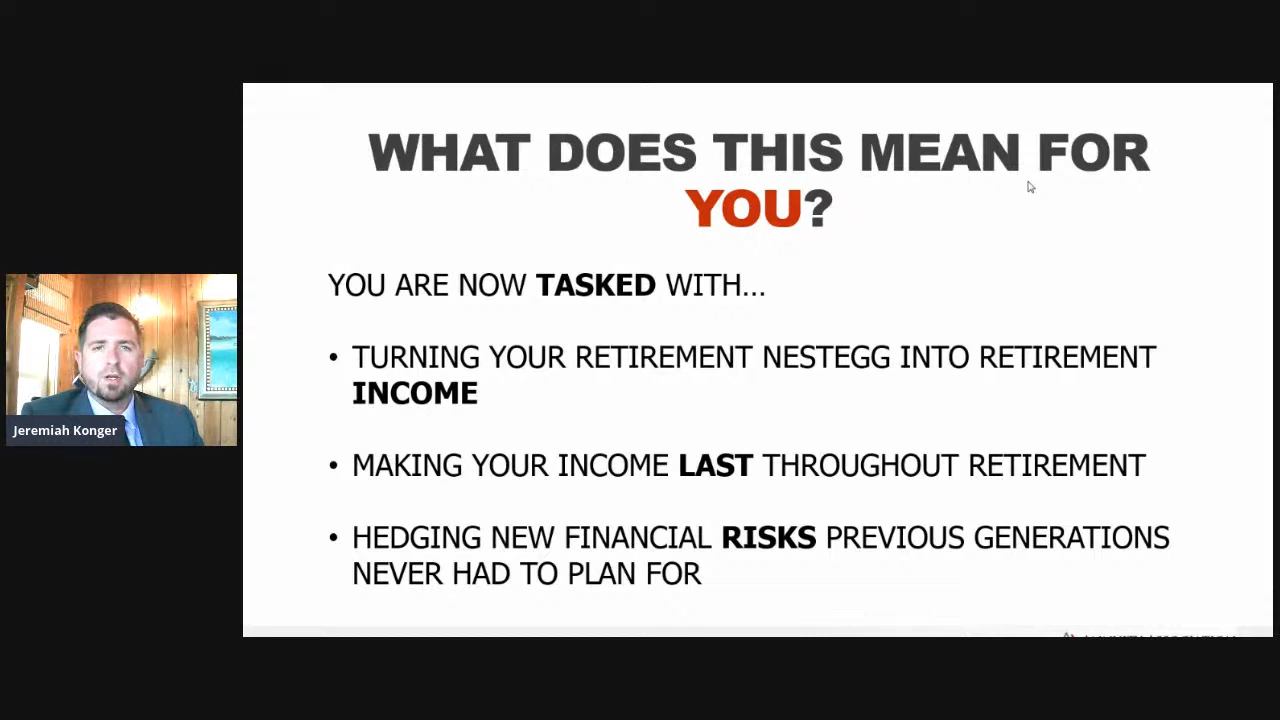 WHAT DOES THIS MEAN FOR
YOU?
YOU ARE NOW TASKED WITH...
• TURNING YOUR RETIREMENT NESTEGG INTO RETIREMENT
INCOME
• MAKING YOUR INCOME LAST THROUGHOUT RETIREMENT
• HEDGING NEW FINANCIAL RISKS PREVIOUS GENERATIONS
NEVER HAD TO PLAN FOR
Jeremiah Konger